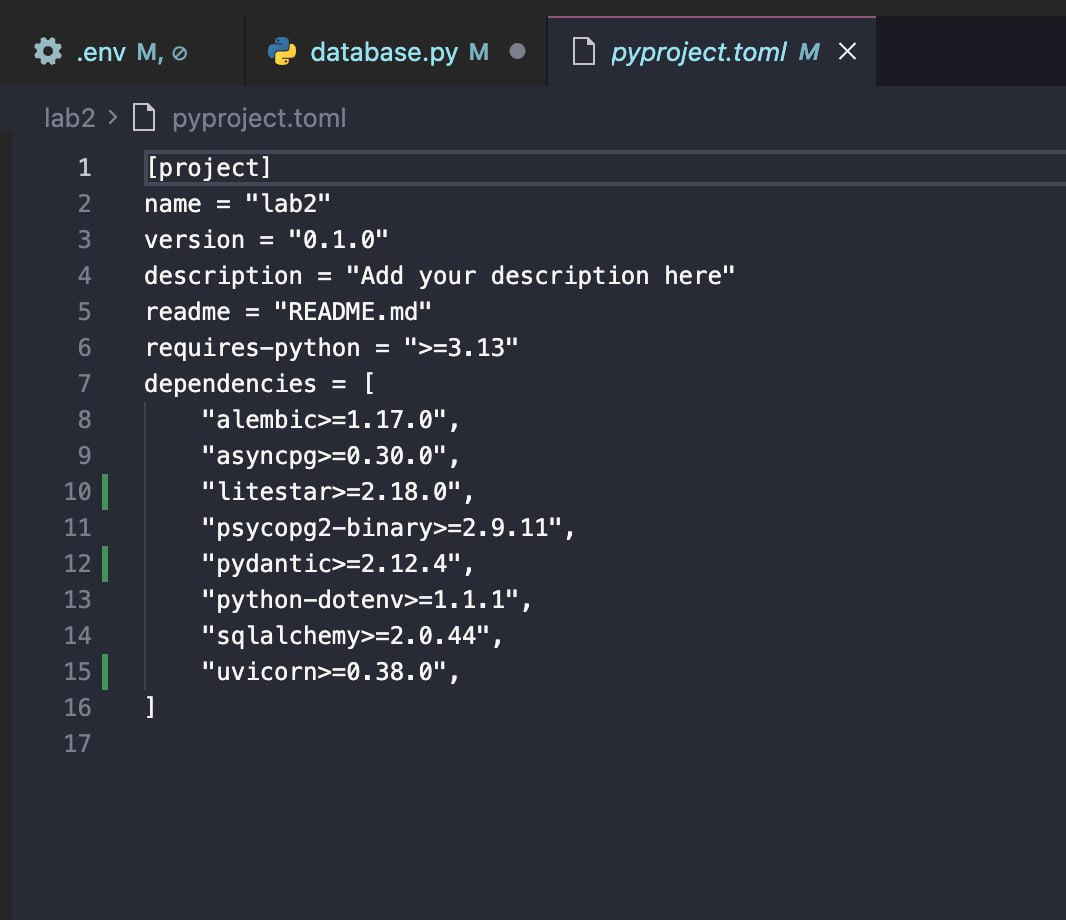 .env M, ⊘
database.py M
pyproject.toml M
lab2 > pyproject.toml
1 [project]
2 name = "lab2"
3 version = "0.1.0"
4 description = "Add your description here"
5 readme = "README.md"
6 requires-python = ">=3.13"
7 dependencies = [
8     "alembic>=1.17.0",
9     "asyncpg>=0.30.0",
10     "litestar>=2.18.0",
11     "psycopg2-binary>=2.9.11",
12     "pydantic>=2.12.4",
13     "python-dotenv>=1.1.1",
14     "sqlalchemy>=2.0.44",
15     "uvicorn>=0.38.0",
16 ]
17